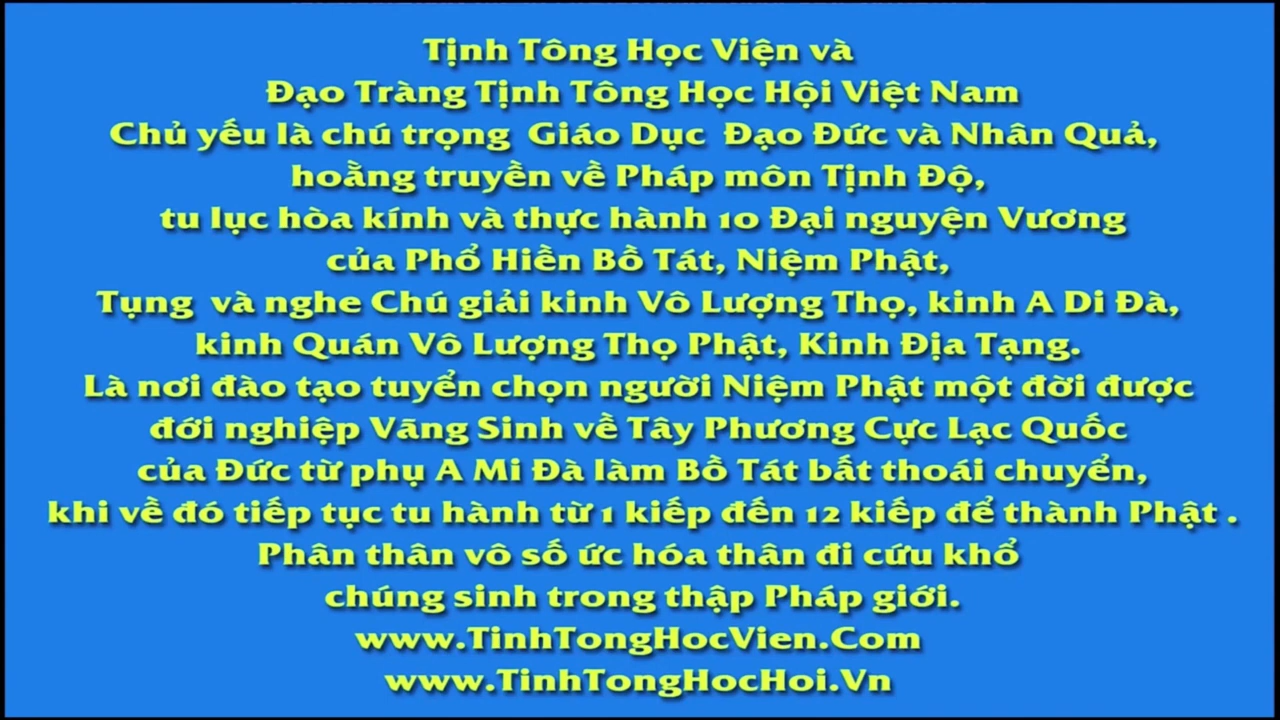 Tịnh Tông Học Viện và
Đạo Tràng Tịnh Tông Học Hội Việt Nam
Chủ yếu là chú trọng Giáo Dục Đạo Đức và Nhân Quả,
hoằng truyền về Pháp môn Tịnh Độ,
tu lục hòa kính và thực hành 10 Đại nguyện Vương
của Phổ Hiền Bồ Tát, Niệm Phật,
Tụng và nghe Chú giải kinh Vô Lượng Thọ, kinh A Di Đà,
kinh Quán Vô Lượng Thọ Phật, Kinh Địa Tạng.
Là nơi đào tạo tuyển chọn người Niệm Phật một đời được
đới nghiệp Vãng Sinh về Tây Phương Cực Lạc Quốc
của Đức từ phụ A Mi Đà làm Bồ Tát bất thoái chuyển,
khi về đó tiếp tục tu hành từ 1 kiếp đến 12 kiếp để thành Phật .
Phân thân vô số ức hóa thân đi cứu khổ
chúng sinh trong thập Pháp giới.
www.TinhTongHocVien.Com
www.TinhTongHocHoi.Vn